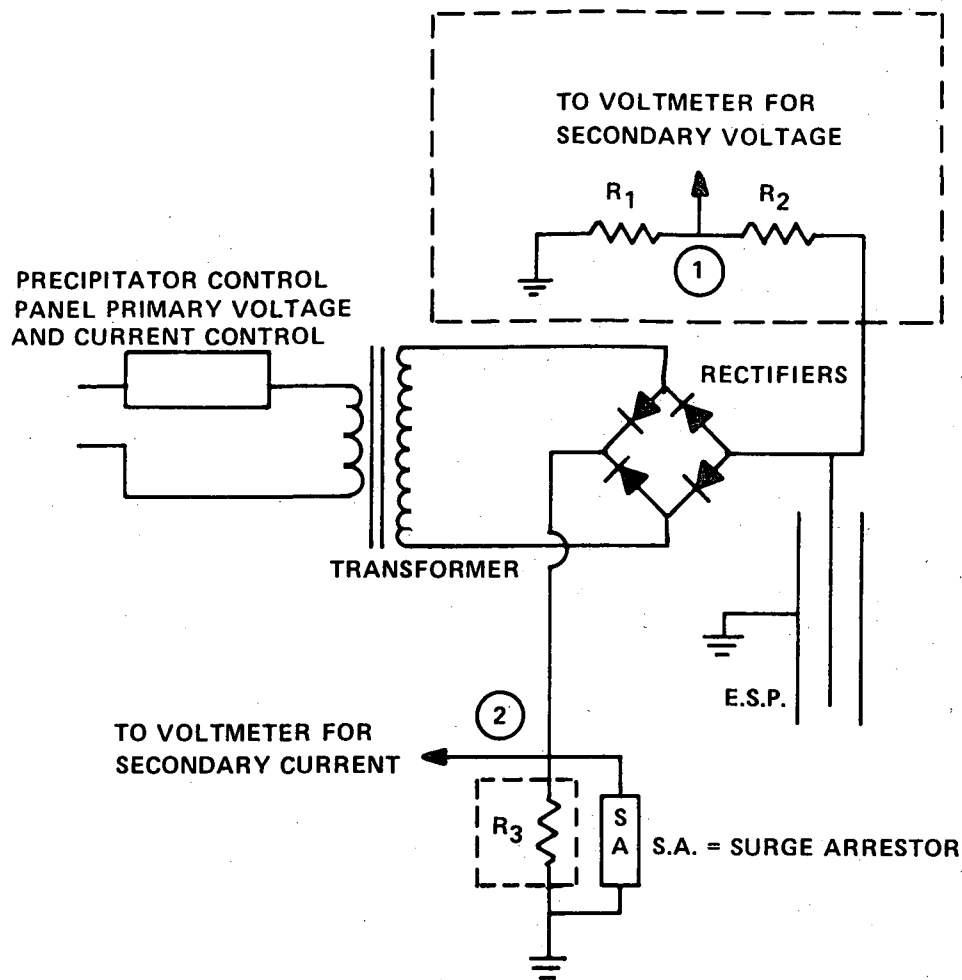 TO VOLTMETER FOR
SECONDARY VOLTAGE
R1
R2
1
PRECIPITATOR CONTROL
PANEL PRIMARY VOLTAGE
AND CURRENT CONTROL
RECTIFIERS
TRANSFORMER
E.S.P.
2
TO VOLTMETER FOR
SECONDARY CURRENT
R3
S
A
S.A. = SURGE ARRESTOR